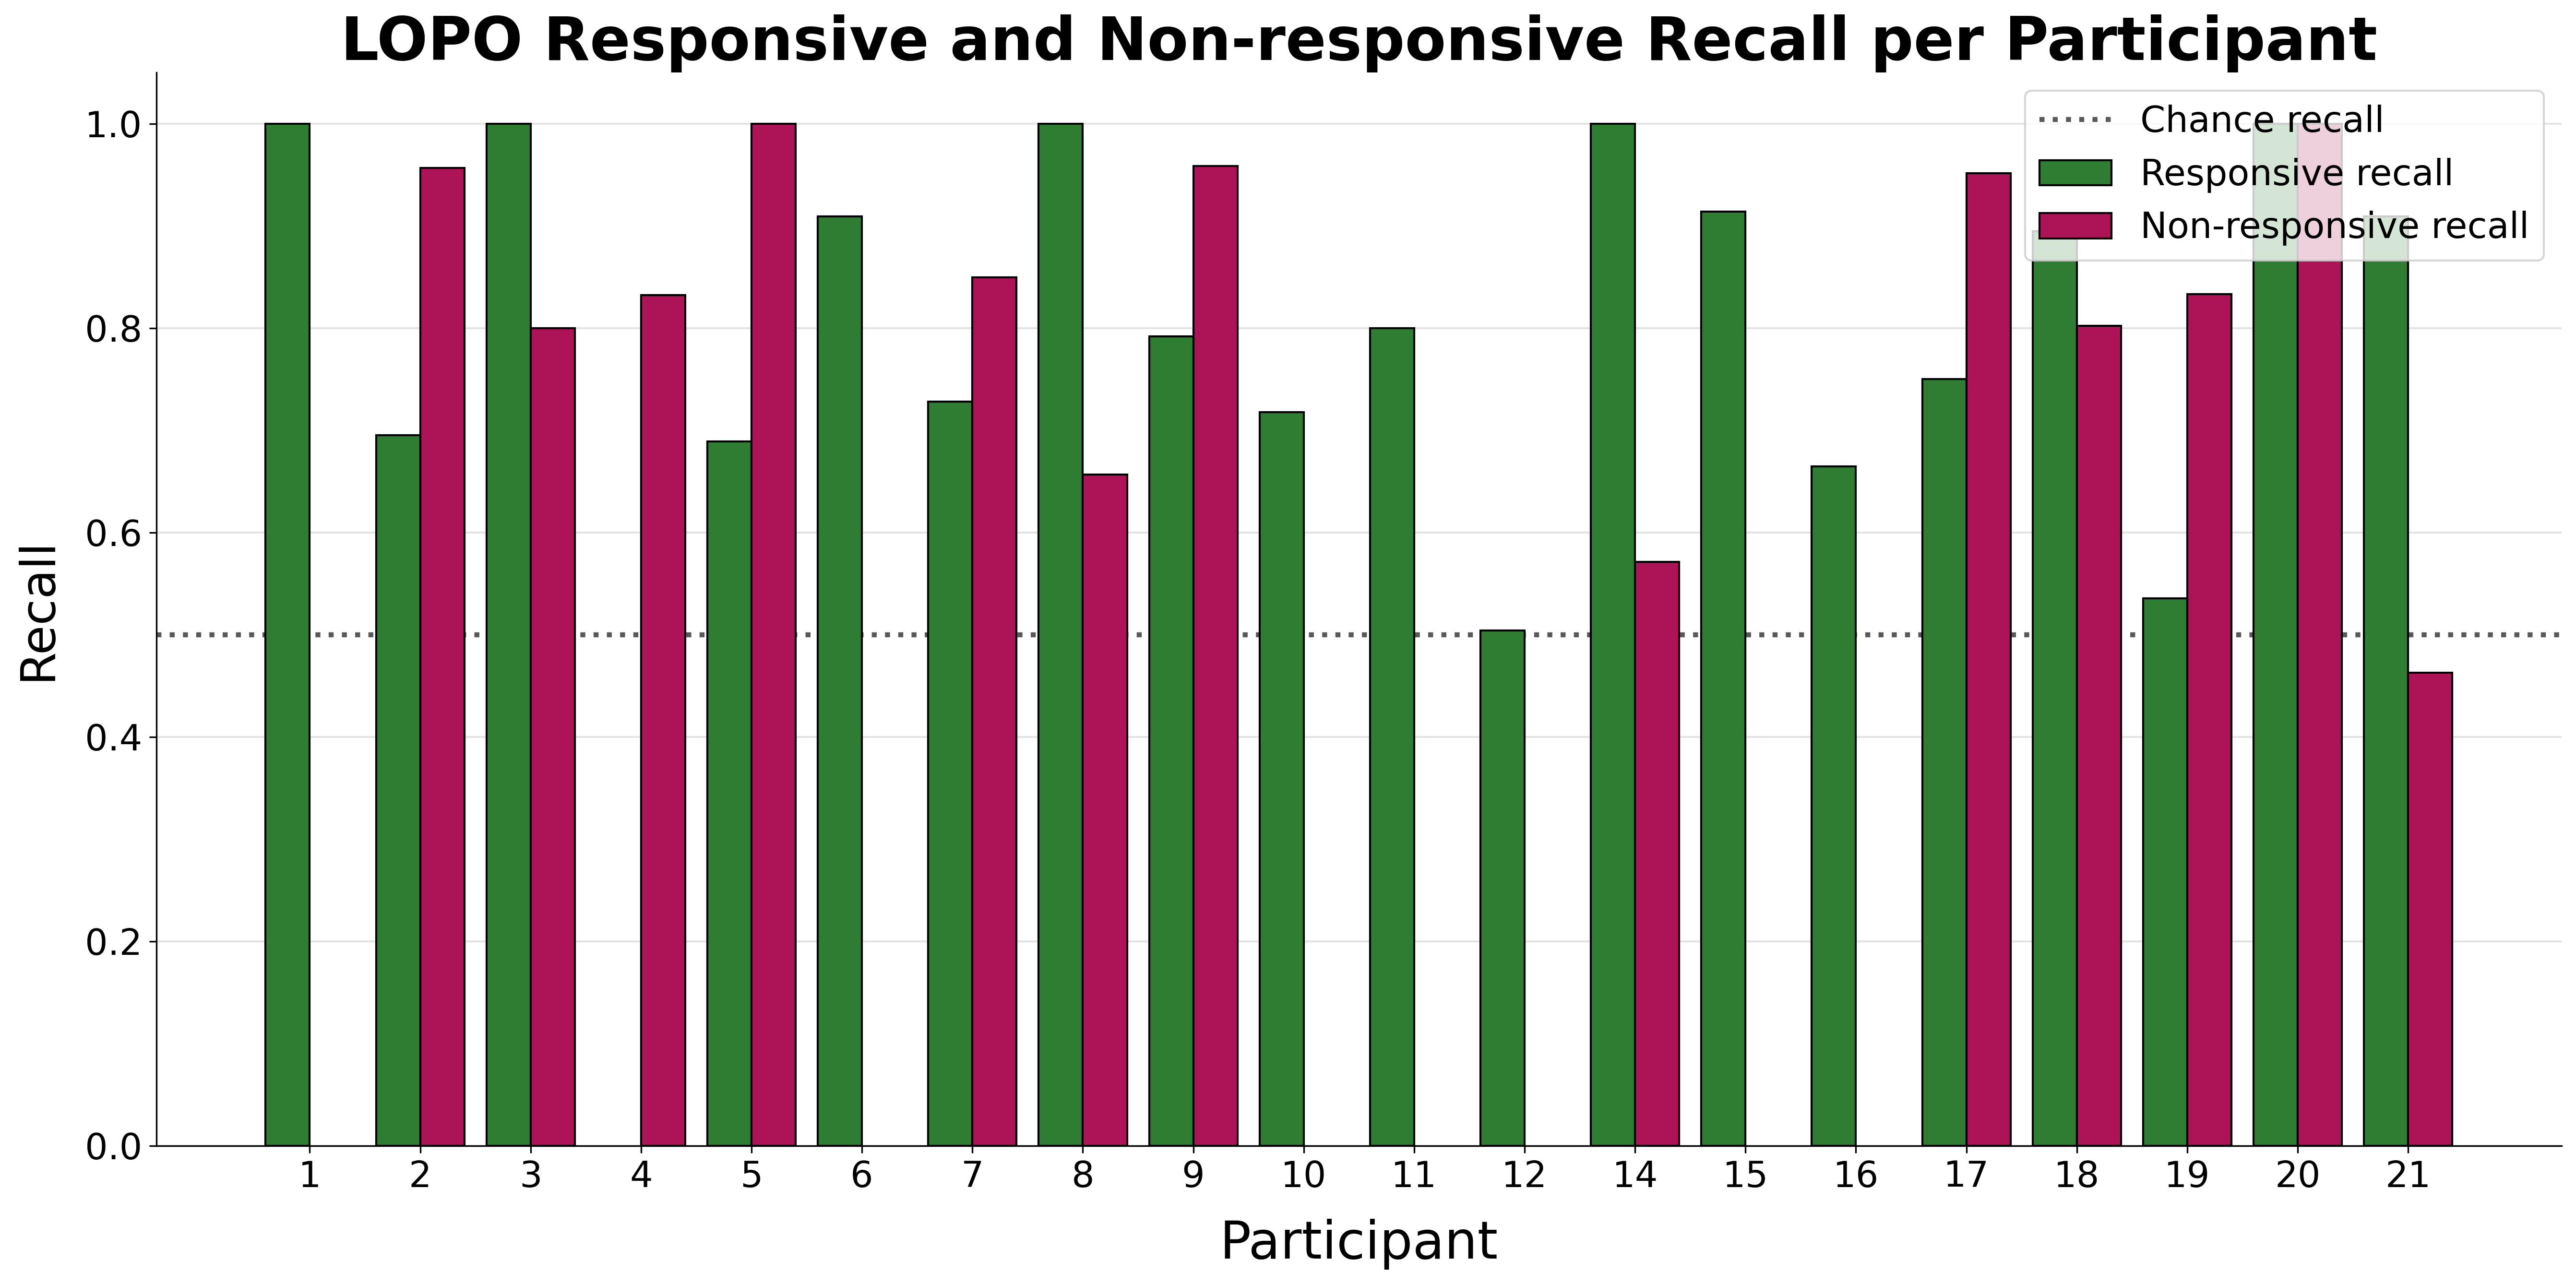 LOPO Responsive and Non-responsive Recall per Participant
Chance recall
Responsive recall
Non-responsive recall
Recall
1.0
0.8
0.6
0.4
0.2
0.0
1 2 3 4 5 6 7 8 9 10 11 12 14 15 16 17 18 19 20 21
Participant